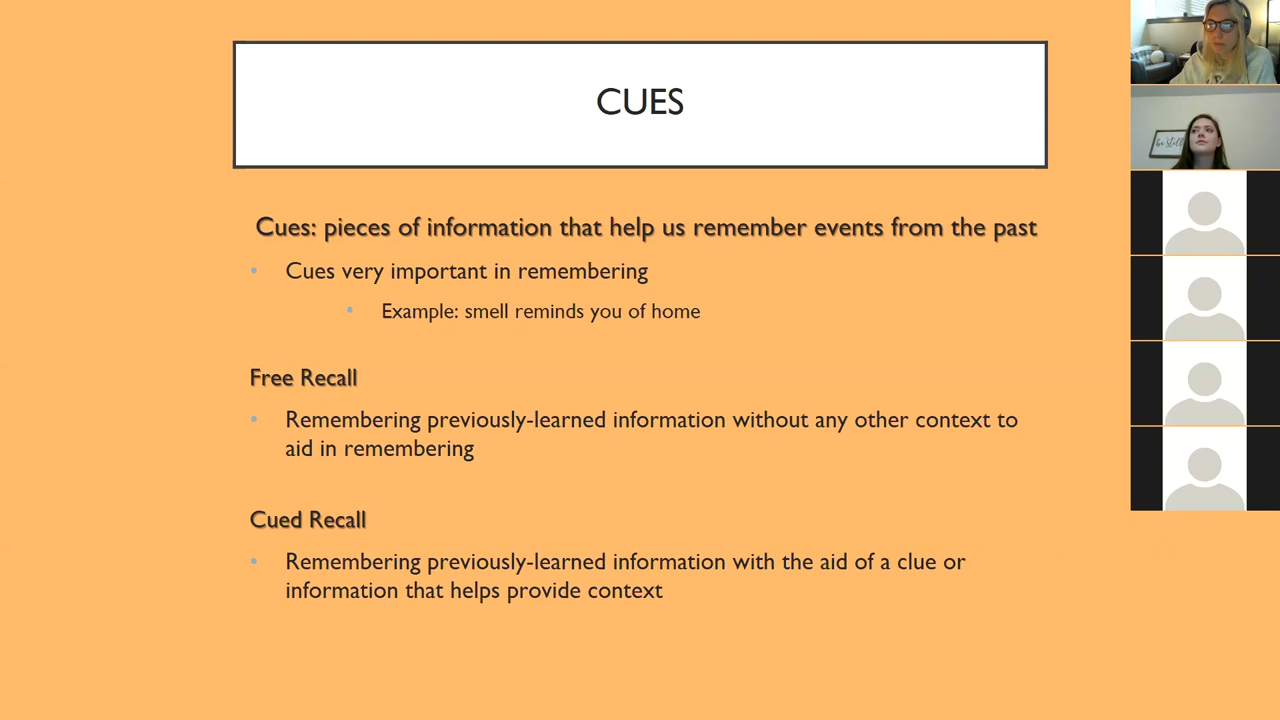 CUES
Cues: pieces of information that help us remember events from the past
Cues very important in remembering
Example: smell reminds you of home
Free Recall
Remembering previously-learned information without any other context to
aid in remembering
Cued Recall
Remembering previously-learned information with the aid of a clue or
information that helps provide context
be still